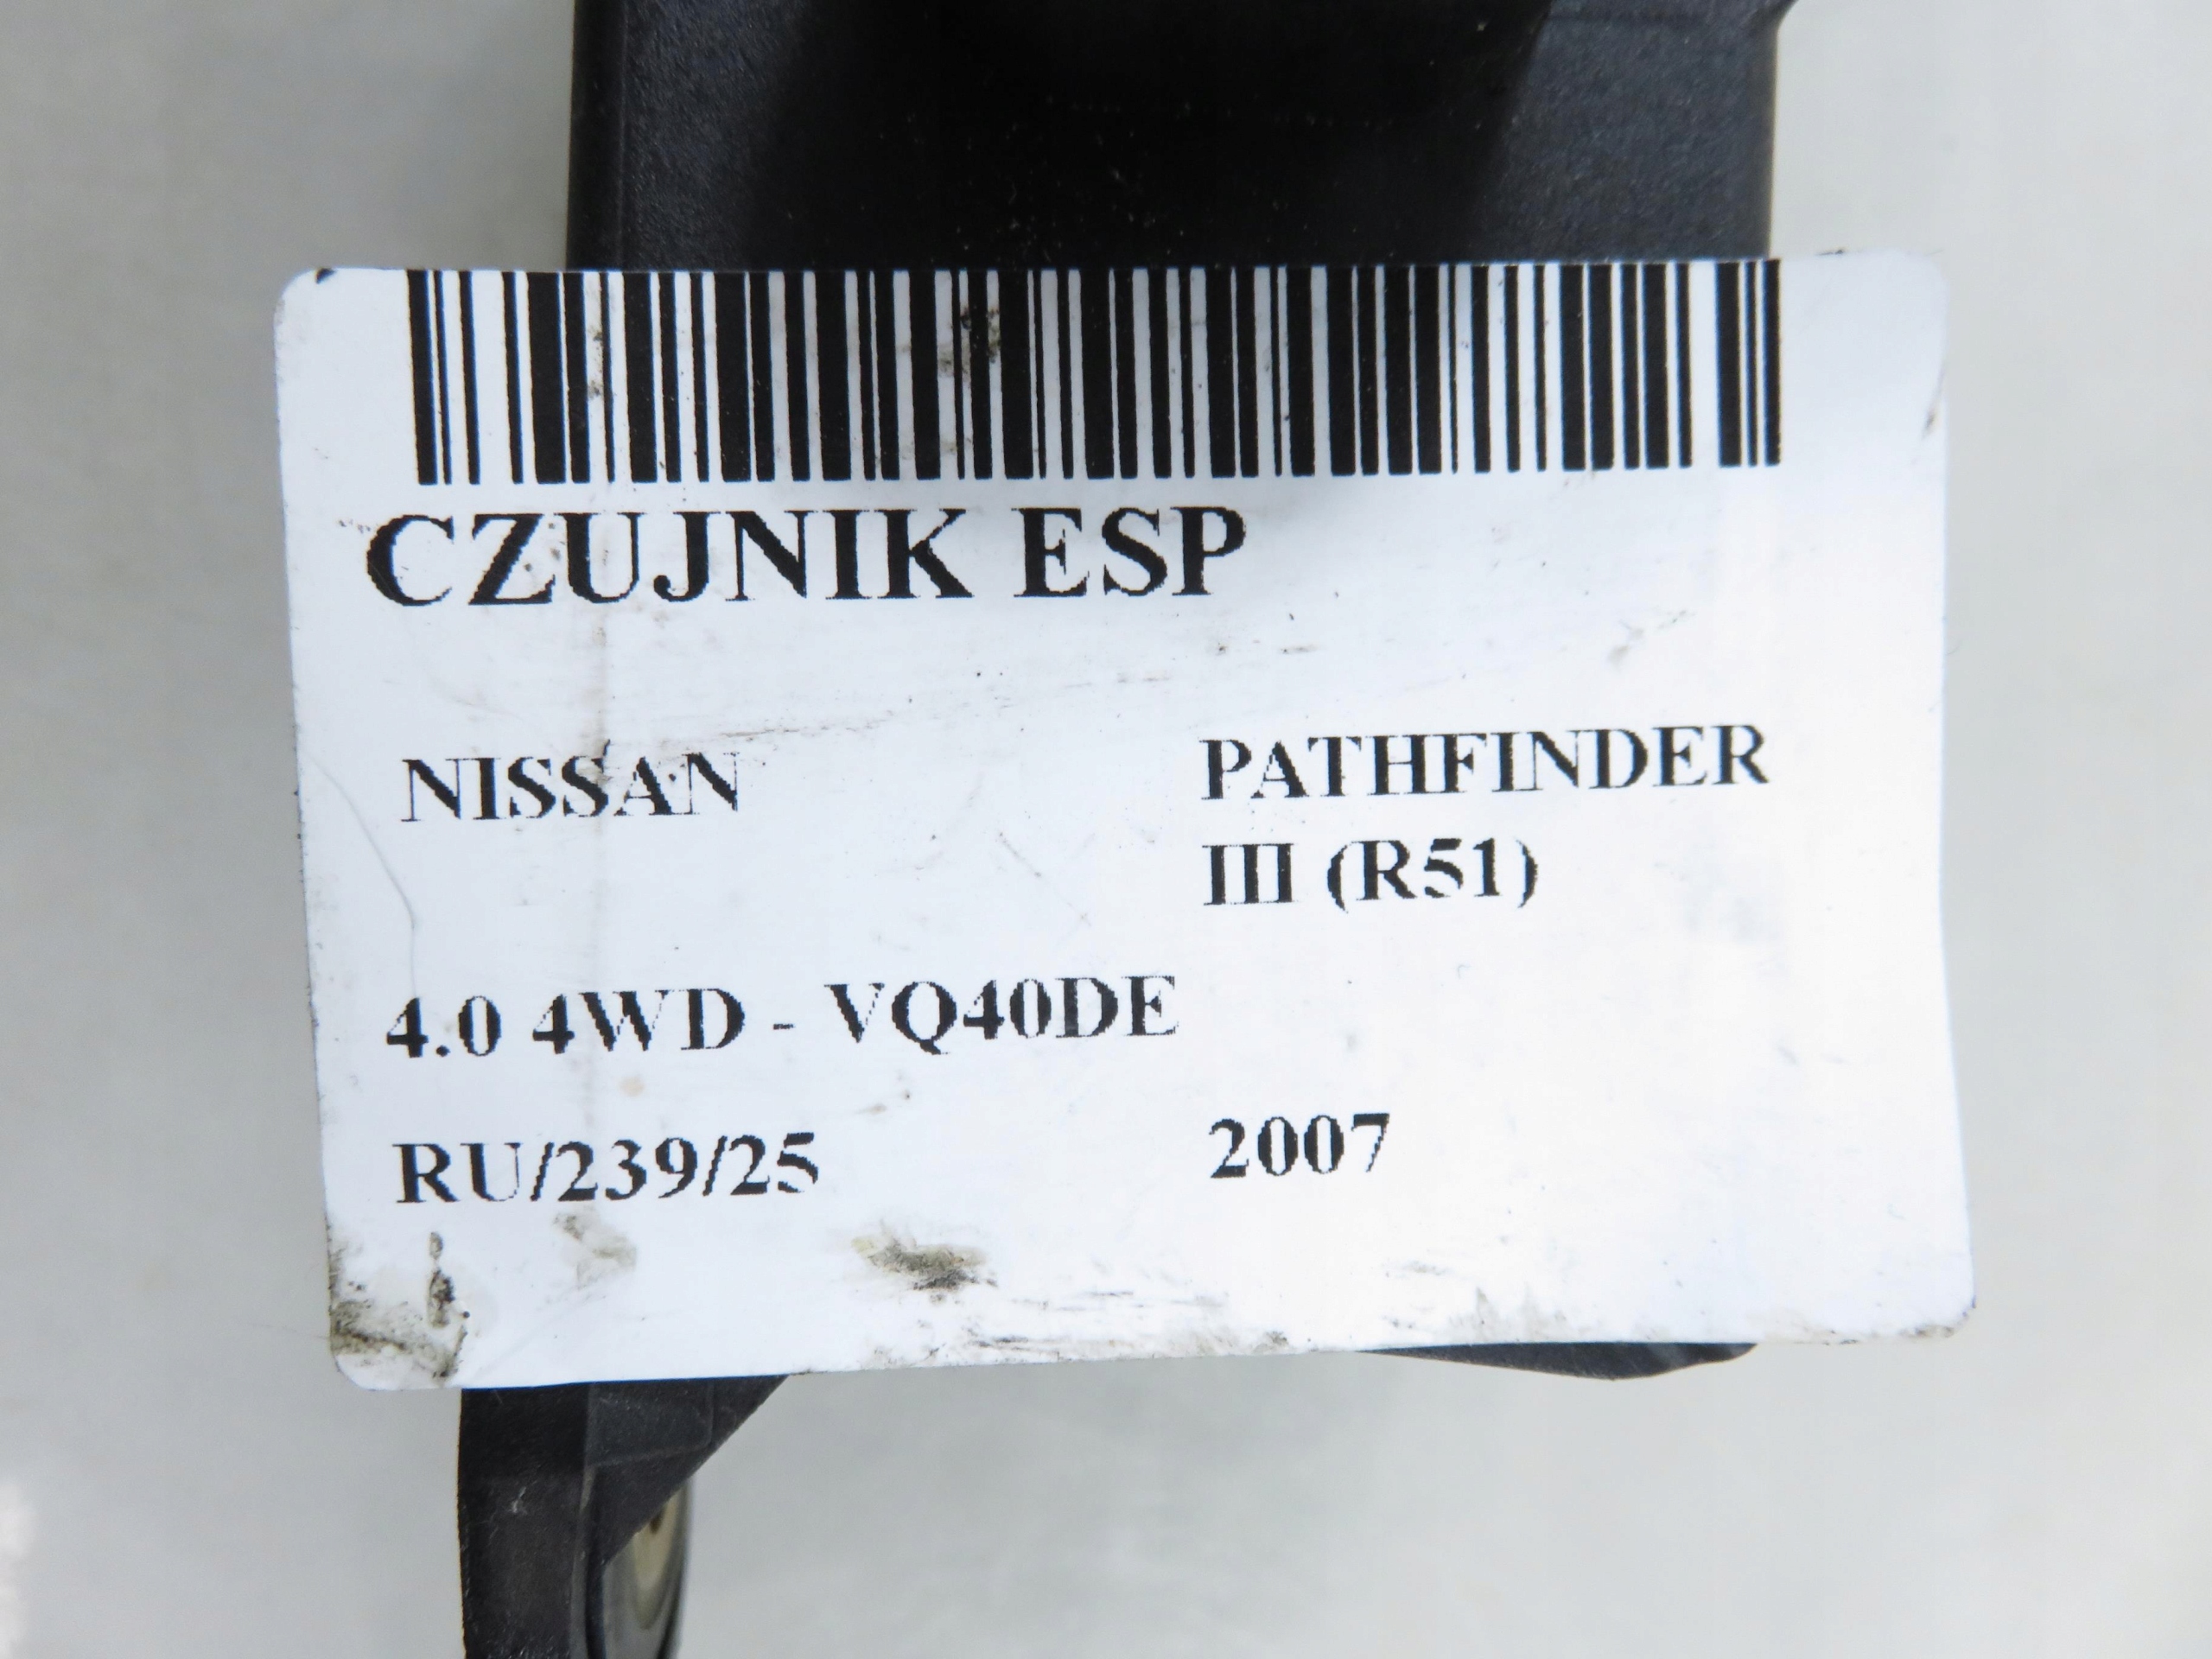 CZUJNIK ESP
NISSAN
PATHFINDER
III (R51)
4.0 4WD - VQ40DE
RU/239/25
2007